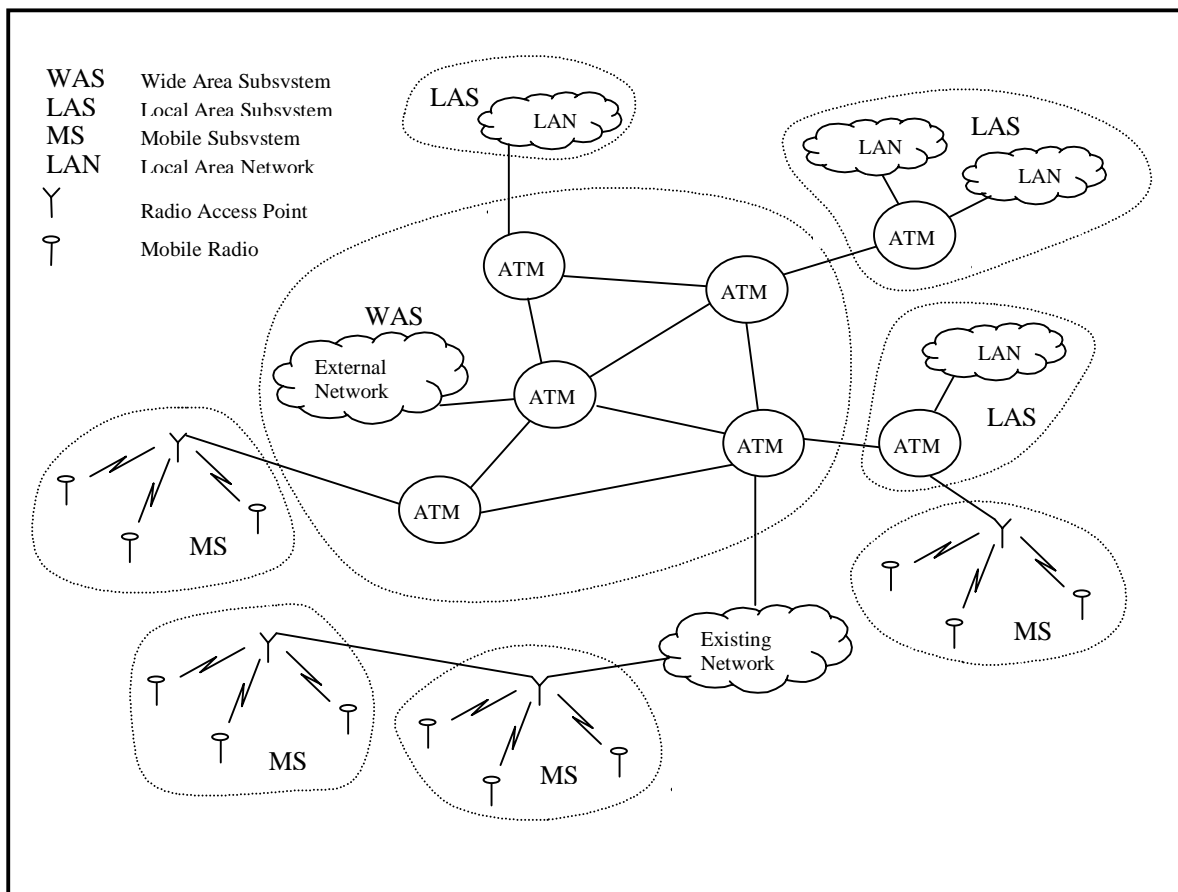 WAS Wide Area Subsystem
LAS Local Area Subsystem
MS Mobile Subsystem
LAN Local Area Network
Radio Access Point
Mobile Radio
LAS
LAN
LAS
LAN
LAN
ATM
ATM
ATM
WAS
External
Network
ATM
LAN
LAS
ATM
ATM
ATM
MS
MS
Existing
Network
MS
MS